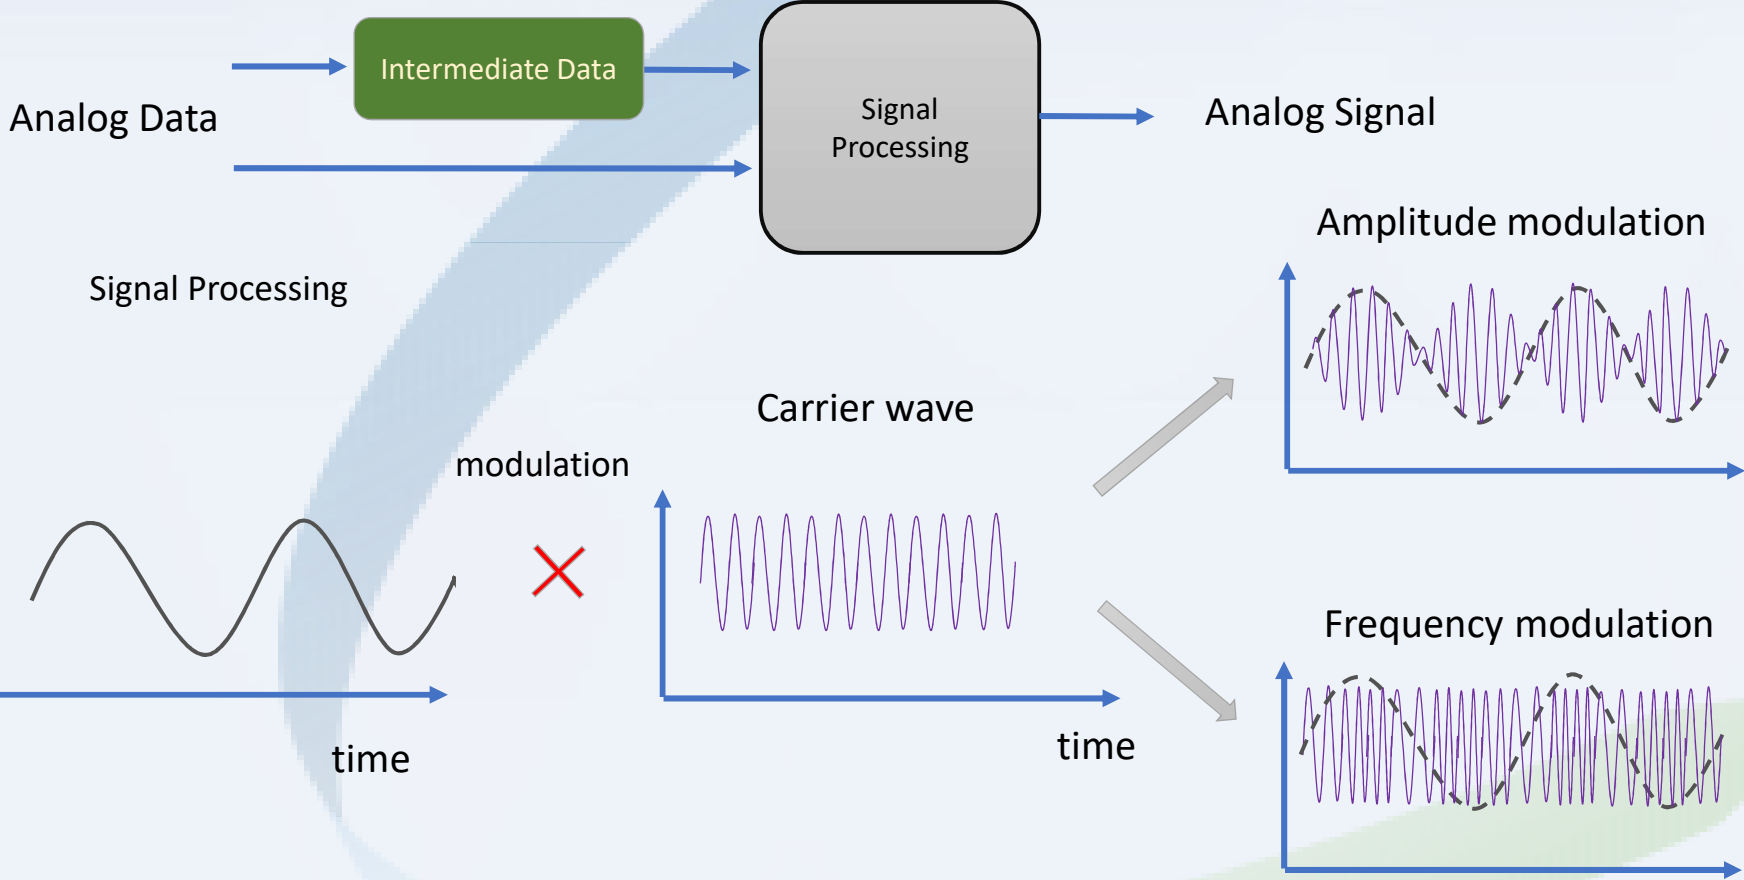 Intermediate Data
Analog Data
Signal
Processing
Analog Signal
Amplitude modulation
Signal Processing
Carrier wave
modulation
Frequency modulation
time
time